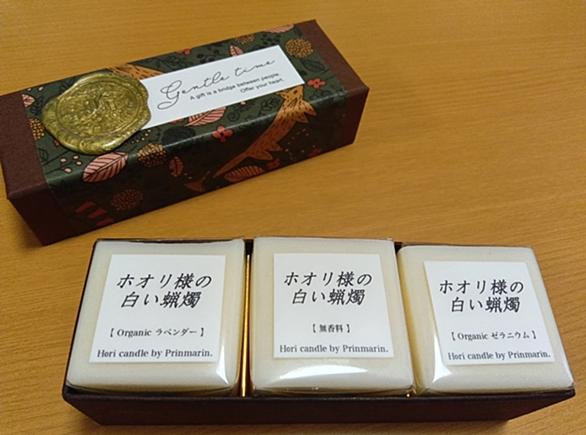 Gentle time
A gift is a bridge between people.
Offer your heart.
ホオリ様の
白い蝋燭
【 Organic ラベンダー 】
Hori candle by Prinmarin.
ホオリ様の
白い蝋燭
【 無香料 】
Hori candle by Prinmarin.
ホオリ様の
白い蝋燭
【 Organic ゼラニウム 】
Hori candle by Prinmarin.